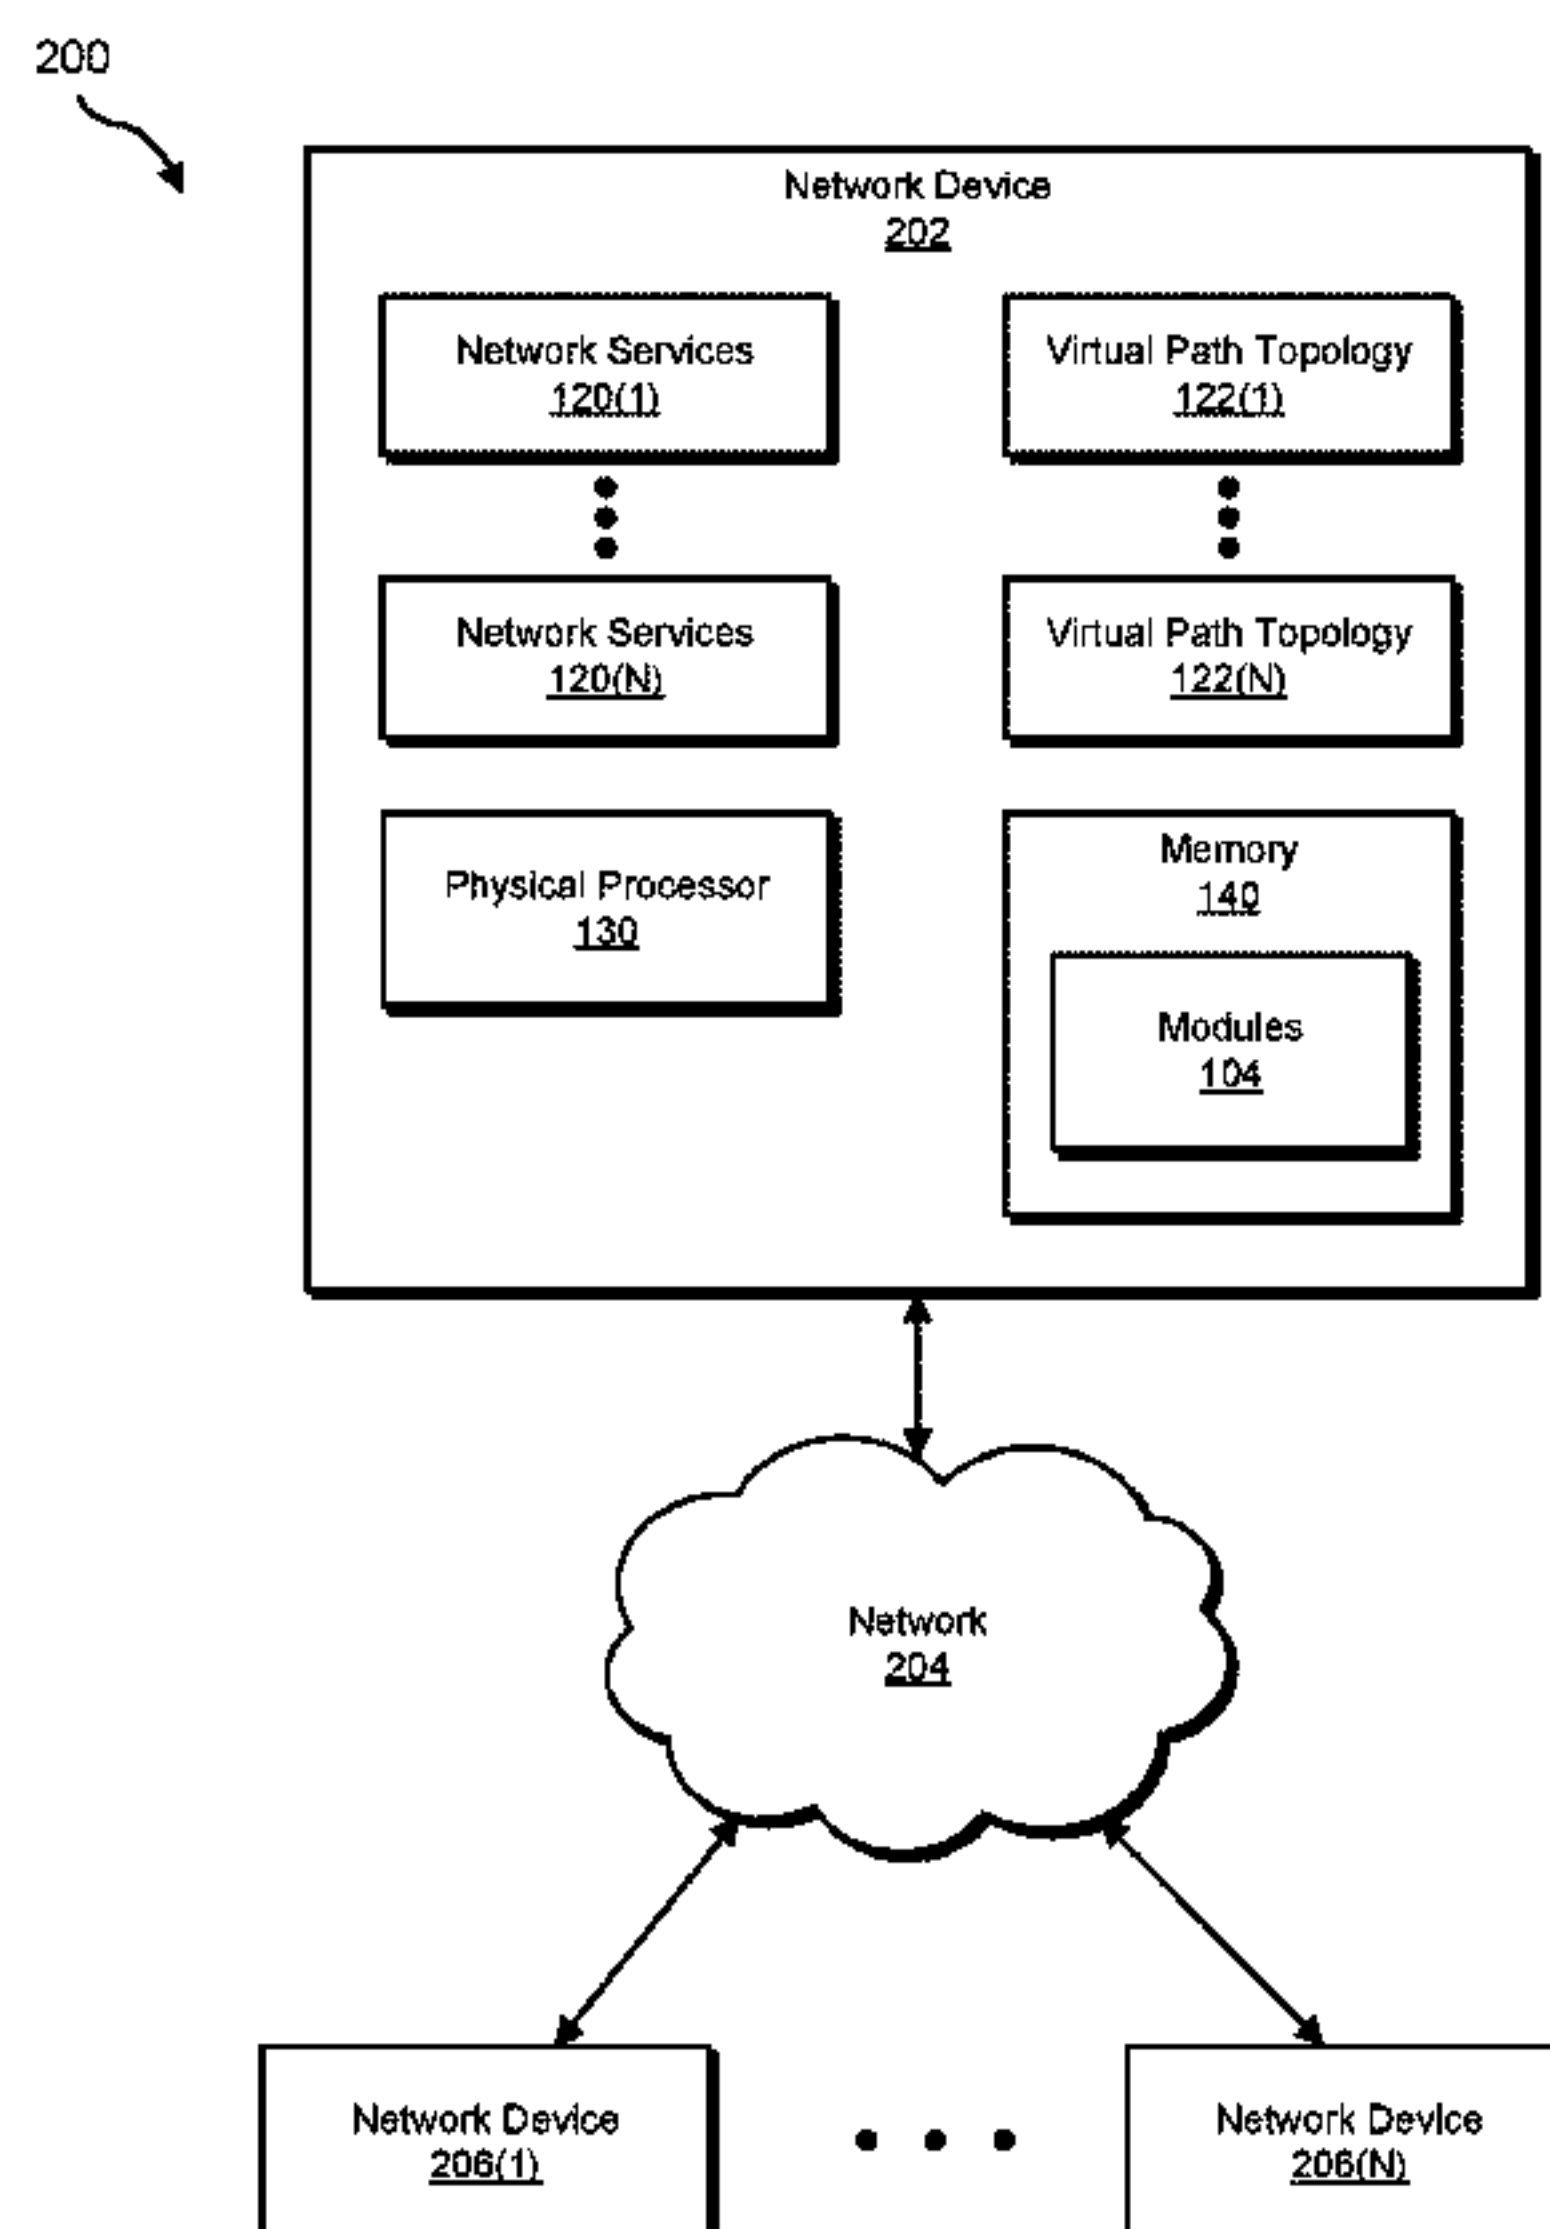 200
Network Device
202
Network Services
120(1)
Virtual Path Topology
122(1)
Network Services
120(N)
Virtual Path Topology
122(N)
Physical Processor
130
Memory
140
Modules
104
Network
204
Network Device
206(1)
Network Device
206(N)